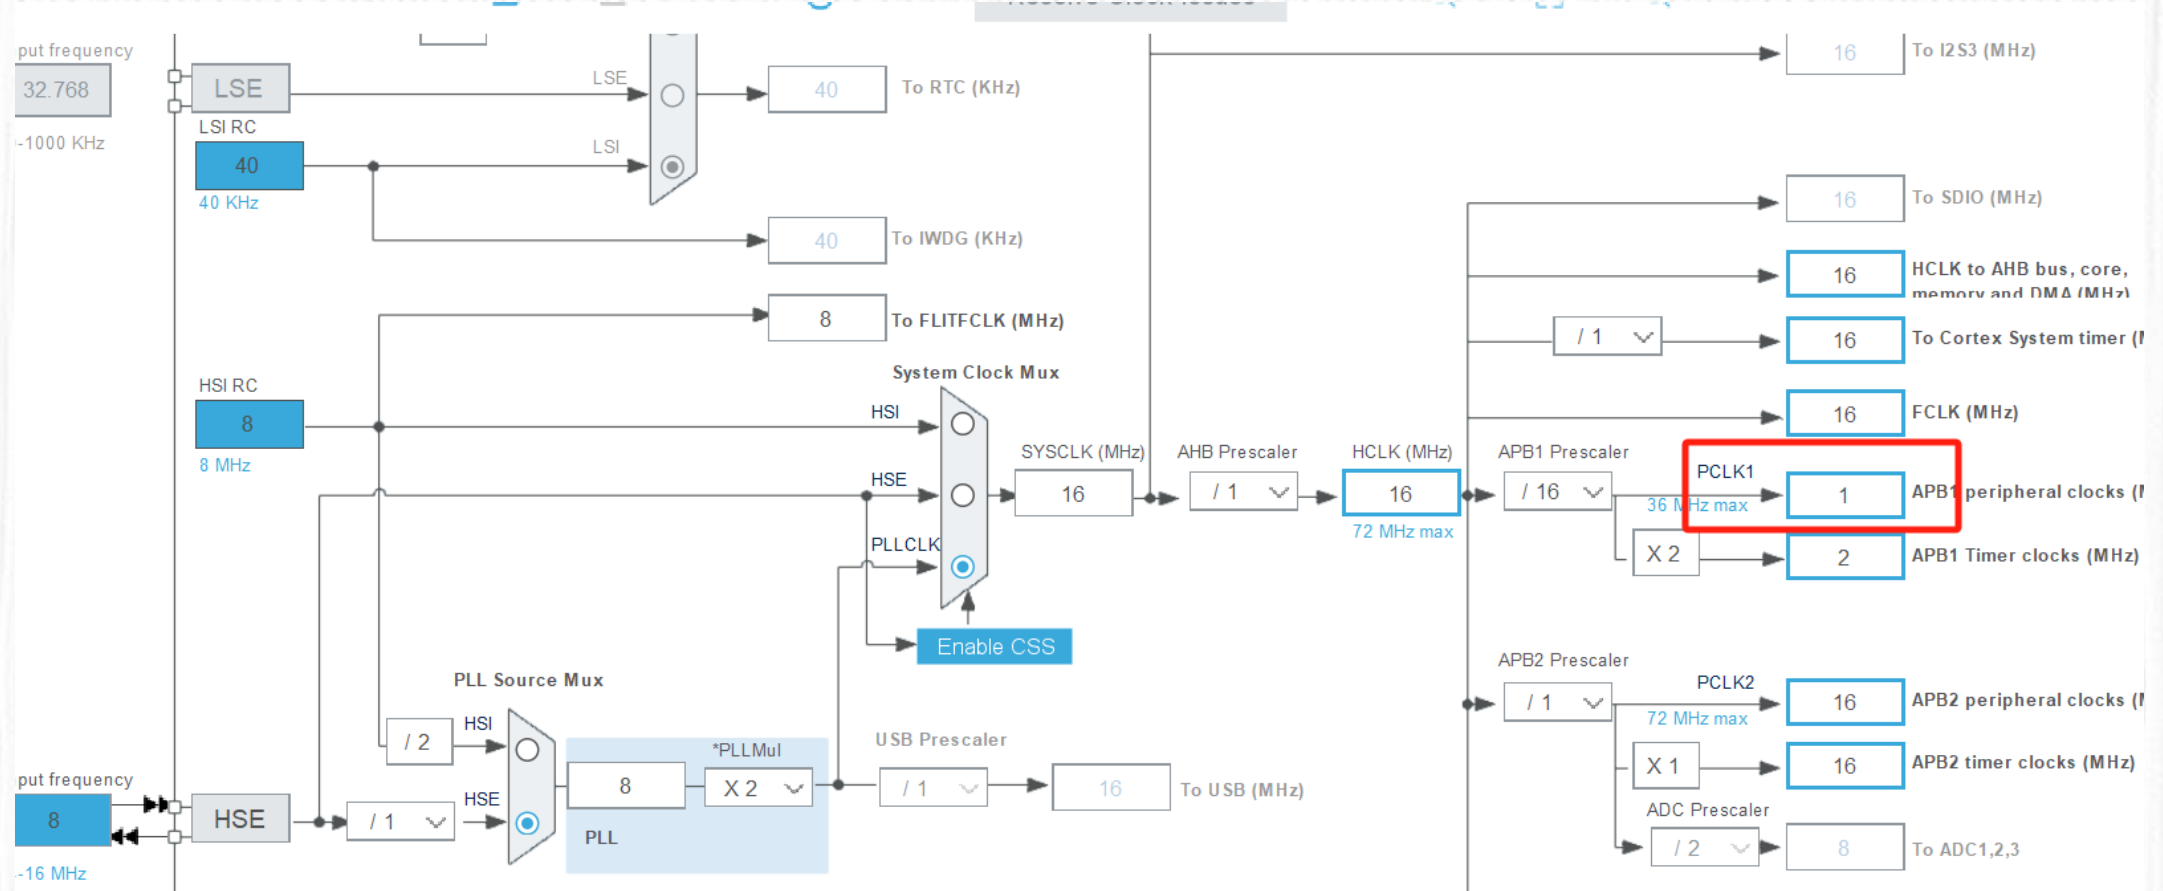 put frequency
32.768
-1000 KHz
LSE
LSI RC
40
40 KHz
LSE
LSI
40
To RTC (KHz)
40
To IWDG (KHz)
8
To FLITFCLK (MHz)
HSI RC
8
8 MHz
System Clock Mux
HSI
HSE
PLLCLK
Enable CSS
SYSCLK (MHz)
16
AHB Prescaler
/ 1
HCLK (MHz)
16
72 MHz max
16
To I2S3 (MHz)
16
To SDIO (MHz)
16
HCLK to AHB bus, core,
memory and DMA (MHz)
/ 1
16
To Cortex System timer (
16
FCLK (MHz)
APB1 Prescaler
/ 16
PCLK1
36 MHz max
1
APB1 peripheral clocks (
X 2
2
APB1 Timer clocks (MHz)
APB2 Prescaler
/ 1
PCLK2
72 MHz max
16
APB2 peripheral clocks (
X 1
16
APB2 timer clocks (MHz)
ADC Prescaler
/ 2
8
To ADC1,2,3
PLL Source Mux
/ 2
HSI
HSE
8
*PLLMul
X 2
PLL
USB Prescaler
/ 1
16
To USB (MHz)
put frequency
8
-16 MHz
HSE
/ 1